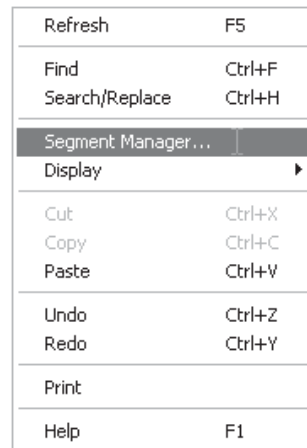 Refresh F5
Find Ctrl+F
Search/Replace Ctrl+H
Segment Manager...
Display
Cut Ctrl+X
Copy Ctrl+C
Paste Ctrl+V
Undo Ctrl+Z
Redo Ctrl+Y
Print
Help F1